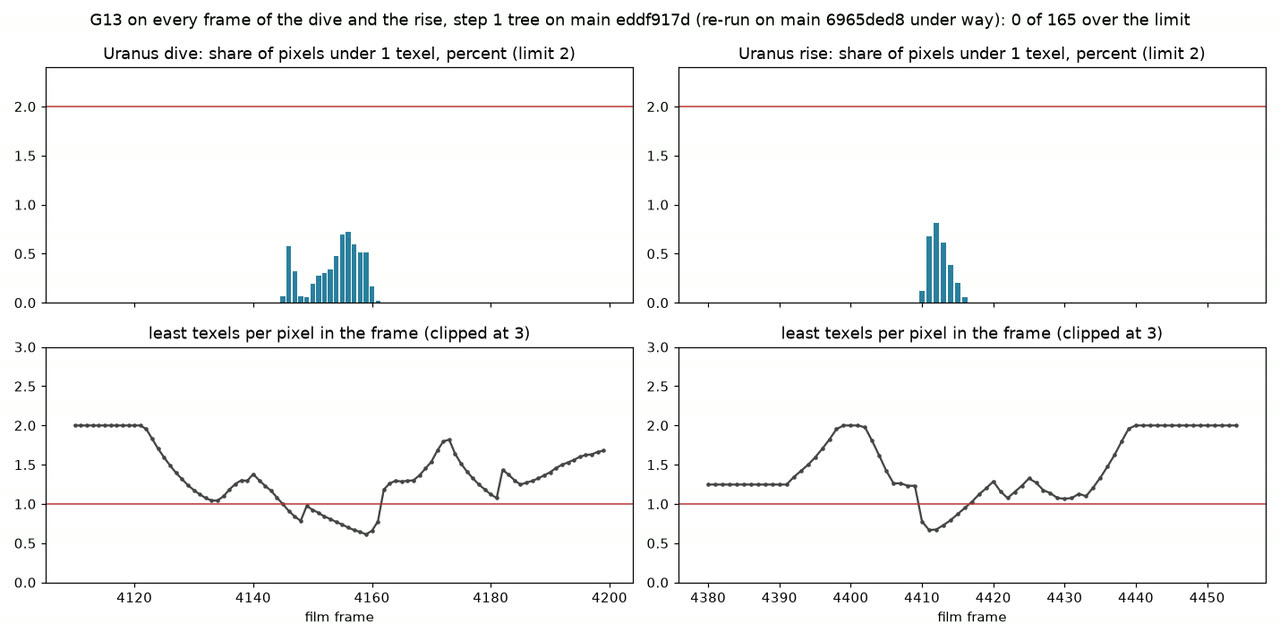 G13 on every frame of the dive and the rise, step 1 tree on main eddf917d (re-run on main 6965ded8 under way): 0 of 165 over the limit
Uranus dive: share of pixels under 1 texel, percent (limit 2)
2.0
1.5
1.0
0.5
0.0
Uranus rise: share of pixels under 1 texel, percent (limit 2)
2.0
1.5
1.0
0.5
0.0
least texels per pixel in the frame (clipped at 3)
3.0
2.5
2.0
1.5
1.0
0.5
0.0
4120 4140 4160 4180 4200
film frame
least texels per pixel in the frame (clipped at 3)
3.0
2.5
2.0
1.5
1.0
0.5
0.0
4380 4390 4400 4410 4420 4430 4440 4450
film frame